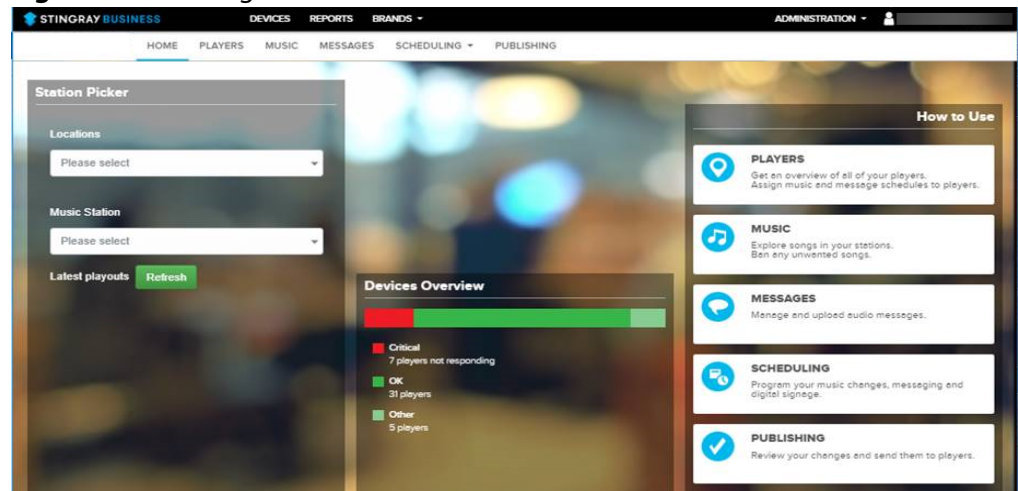 STINGRAY BUSINESS DEVICES REPORTS BRANDS ADMINISTRATION
HOME PLAYERS MUSIC MESSAGES SCHEDULING PUBLISHING
Station Picker
Locations
Please select
Music Station
Please select
Latest playouts Refresh
Devices Overview
Critical
7 players not responding
OK
31 players
Other
5 players
How to Use
PLAYERS
Get an overview of all of your players.
Assign music and message schedules to players.
MUSIC
Explore songs in your stations.
Ban any unwanted songs.
MESSAGES
Manage and upload audio messages.
SCHEDULING
Program your music changes, messaging and
digital signage.
PUBLISHING
Review your changes and send them to players.